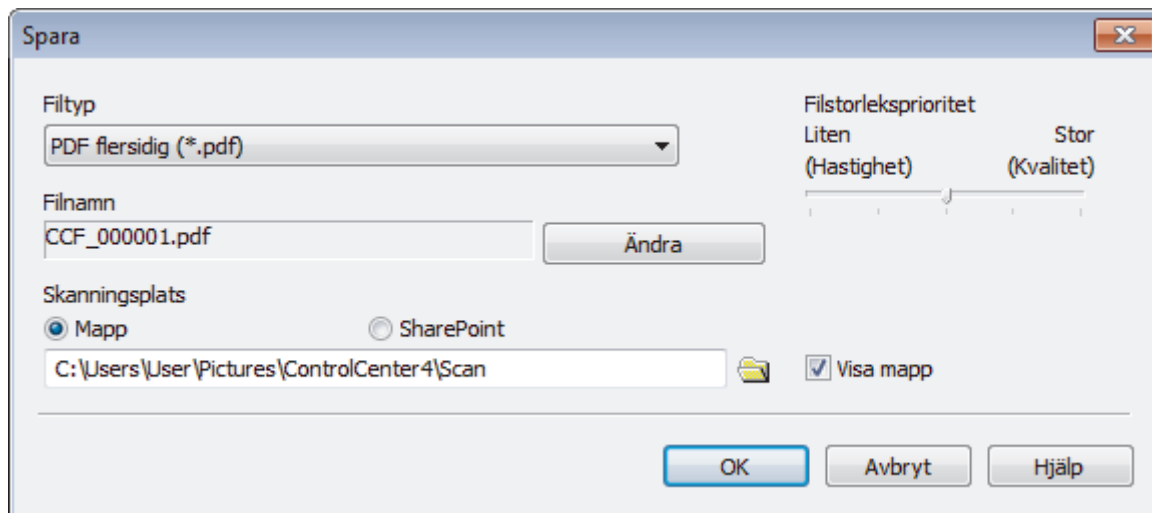 Spara
Filtyp
PDF flersidig (*.pdf)
Filnamn
CCF_000001.pdf
Ändra
Skanningsplats
Mapp
SharePoint
C:\Users\User\Pictures\ControlCenter4\Scan
Filstorleksprioritet
Liten Stor
(Hastighet) (Kvalitet)
Visa mapp
OK Avbryt Hjälp